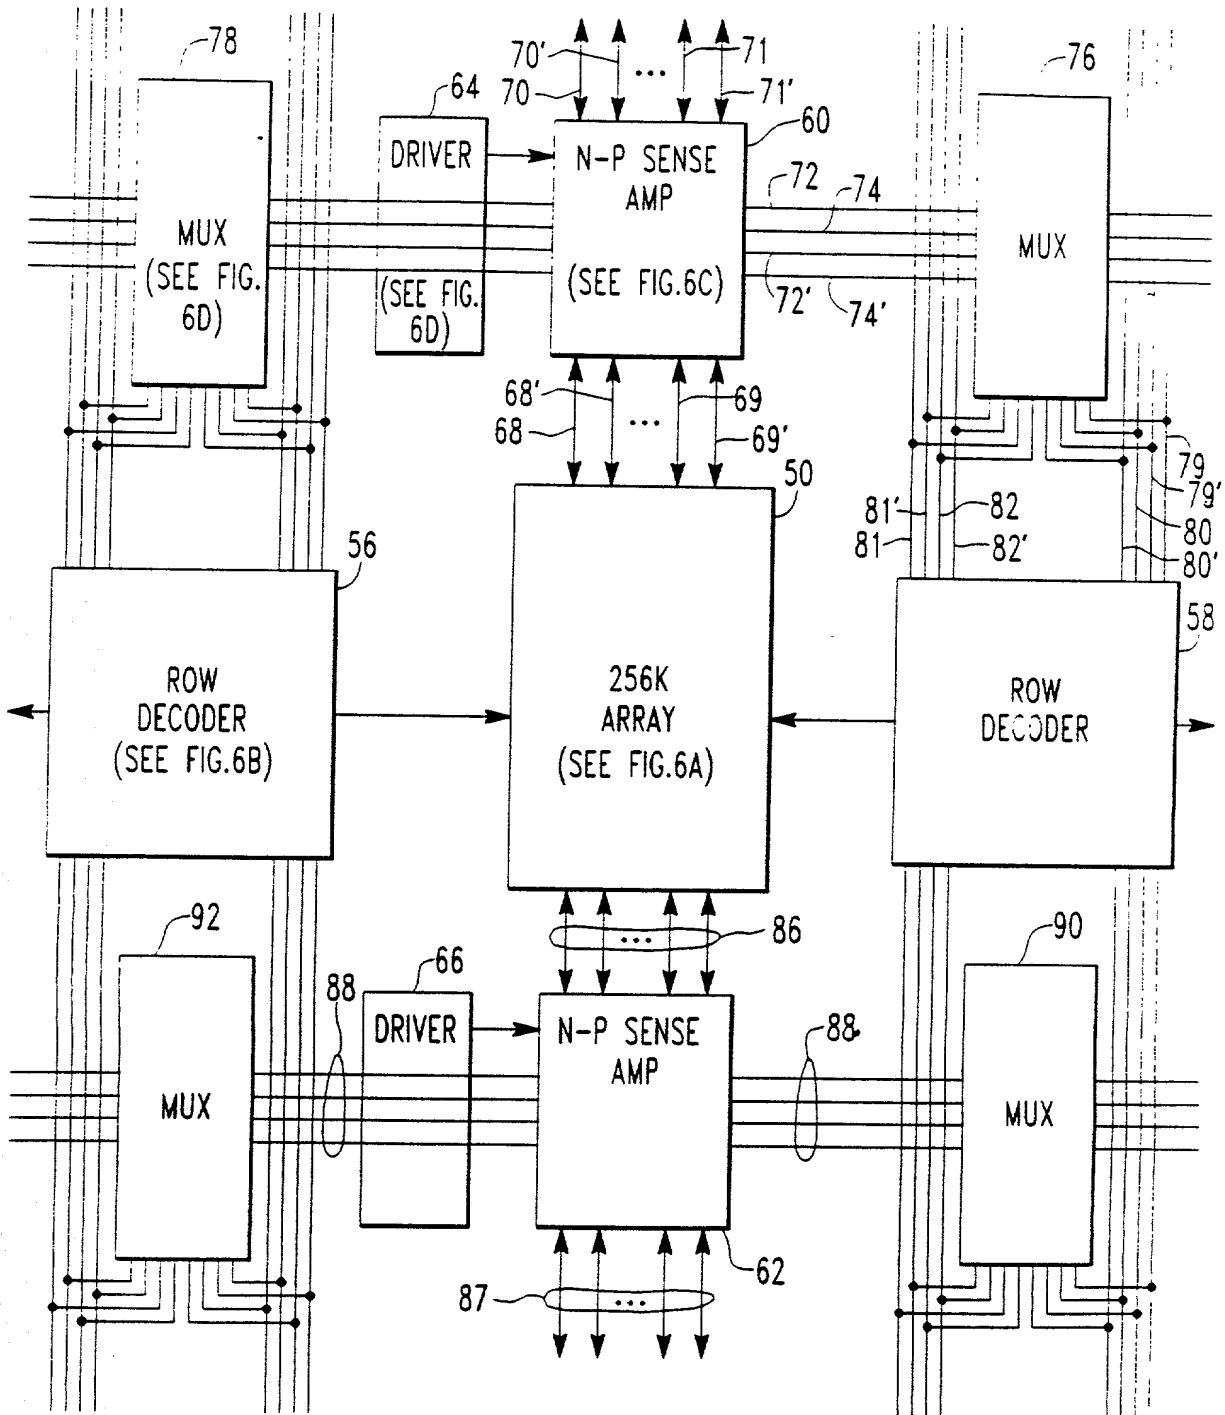 78
70'
70
71
71'
76
64
60
DRIVER
N-P SENSE
AMP
72
74
MUX
(SEE FIG.
6D)
(SEE FIG.
6D)
(SEE FIG.6C)
72'
74'
MUX
68'
68
69
69'
79
79'
80
80'
50
81'
81
82
82'
56
58
ROW
DECODER
(SEE FIG.6B)
256K
ARRAY
(SEE FIG.6A)
ROW
DECODER
92
86
90
66
88
DRIVER
N-P SENSE
AMP
88
MUX
MUX
62
87